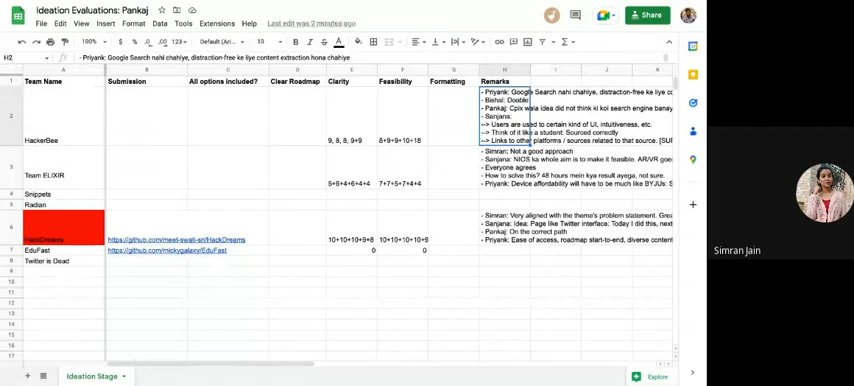 Ideation Evaluations: Pankaj
File Edit View Insert Format Data Tools Extensions Help Last edit was 2 minutes ago
Share
100% $ % .0 .00 123 Default (Ari... 10 B I S A
H2 - Priyank: Google Search nahi chahiye, distraction-free ke liye content extraction hona chahiye
A B C D E F G H I J K
1 Team Name Submission All options included? Clear Roadmap Clarity Feasibility Formatting Remarks
- Priyank: Google Search nahi chahiye, distraction-free ke liye co
- Bishal: Doable
- Pankaj: Cpix wala idea did not think ki koi search engine banay
- Sanjana:
--> Users are used to certain kind of UI, intuitiveness, etc.
--> Think of it like a student: Sourced correctly
2 HackerBee 9, 8, 8, 9+9 8+9+9+10+18 --> Links to other platforms / sources related to that source. [SUF
- Simran: Not a good approach
- Sanjana: NIOS ka whole aim is to make it feasible. AR/VR goes
- Everyone agrees
- How to solve this? 48 hours mein kya result ayega, not sure.
3 Team ELIXIR 5+6+4+6+4+4 7+7+5+7+4+4 - Priyank: Device affordability will have to be much like BYJUs: S
4 Snippets
5 Radian
- Simran: Very aligned with the theme's problem statement. Grea
- Sanjana: Idea: Page like Twitter interface: Today I did this, next
- Pankaj: On the correct path
6 HackDreams https://github.com/meet-swati-sri/HackDreams 10+10+10+9+8 10+10+10+10+9 - Priyank: Ease of access, roadmap start-to-end, diverse content
7 EduFast https://github.com/mickygalaxy/EduFast 0 0
8 Twitter is Dead
9
10
11
12
13
14
15
16
17
Ideation Stage
Explore
Simran Jain